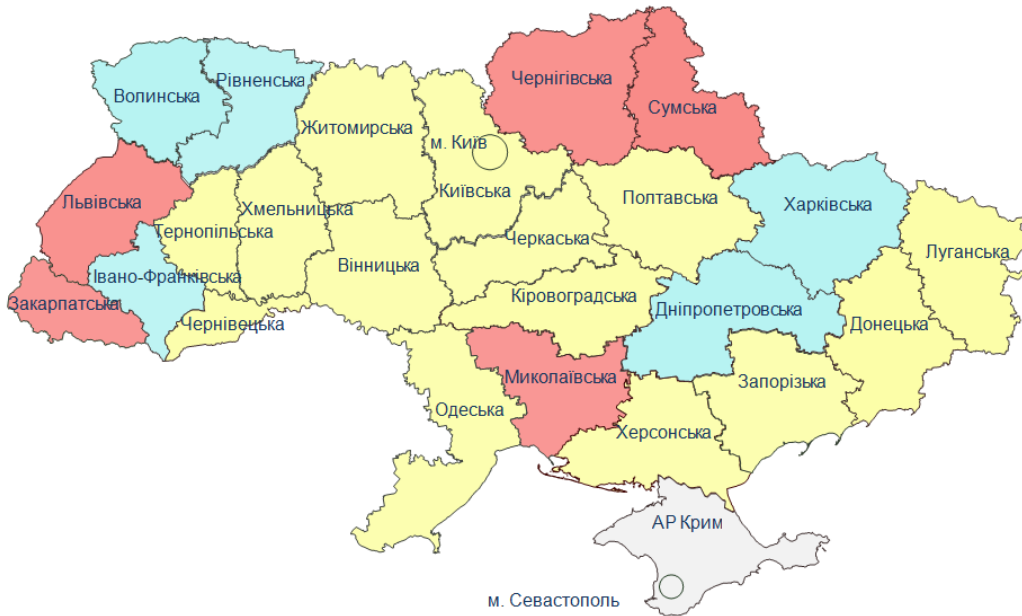 Волинська
Рівненська
Житомирська
м. Київ
Київська
Чернігівська
Сумська
Львівська
Тернопільська
Хмельницька
Вінницька
Черкаська
Полтавська
Харківська
Луганська
Івано-Франківська
Закарпатська
Чернівецька
Кіровоградська
Дніпропетровська
Донецька
Миколаївська
Запорізька
Одеська
Херсонська
АР Крим
м. Севастополь